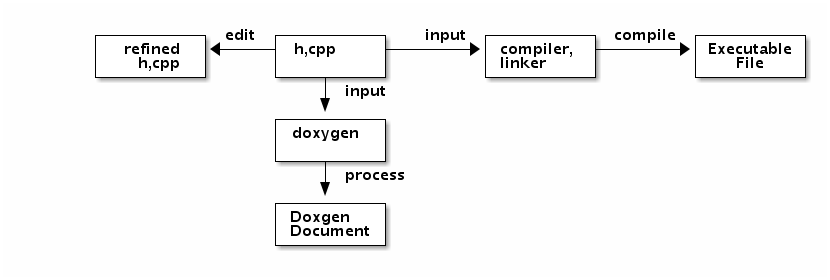 edit
input
compile
refined
h,cpp
h,cpp
compiler,
linker
Executable
File
input
doxygen
process
Doxgen
Document